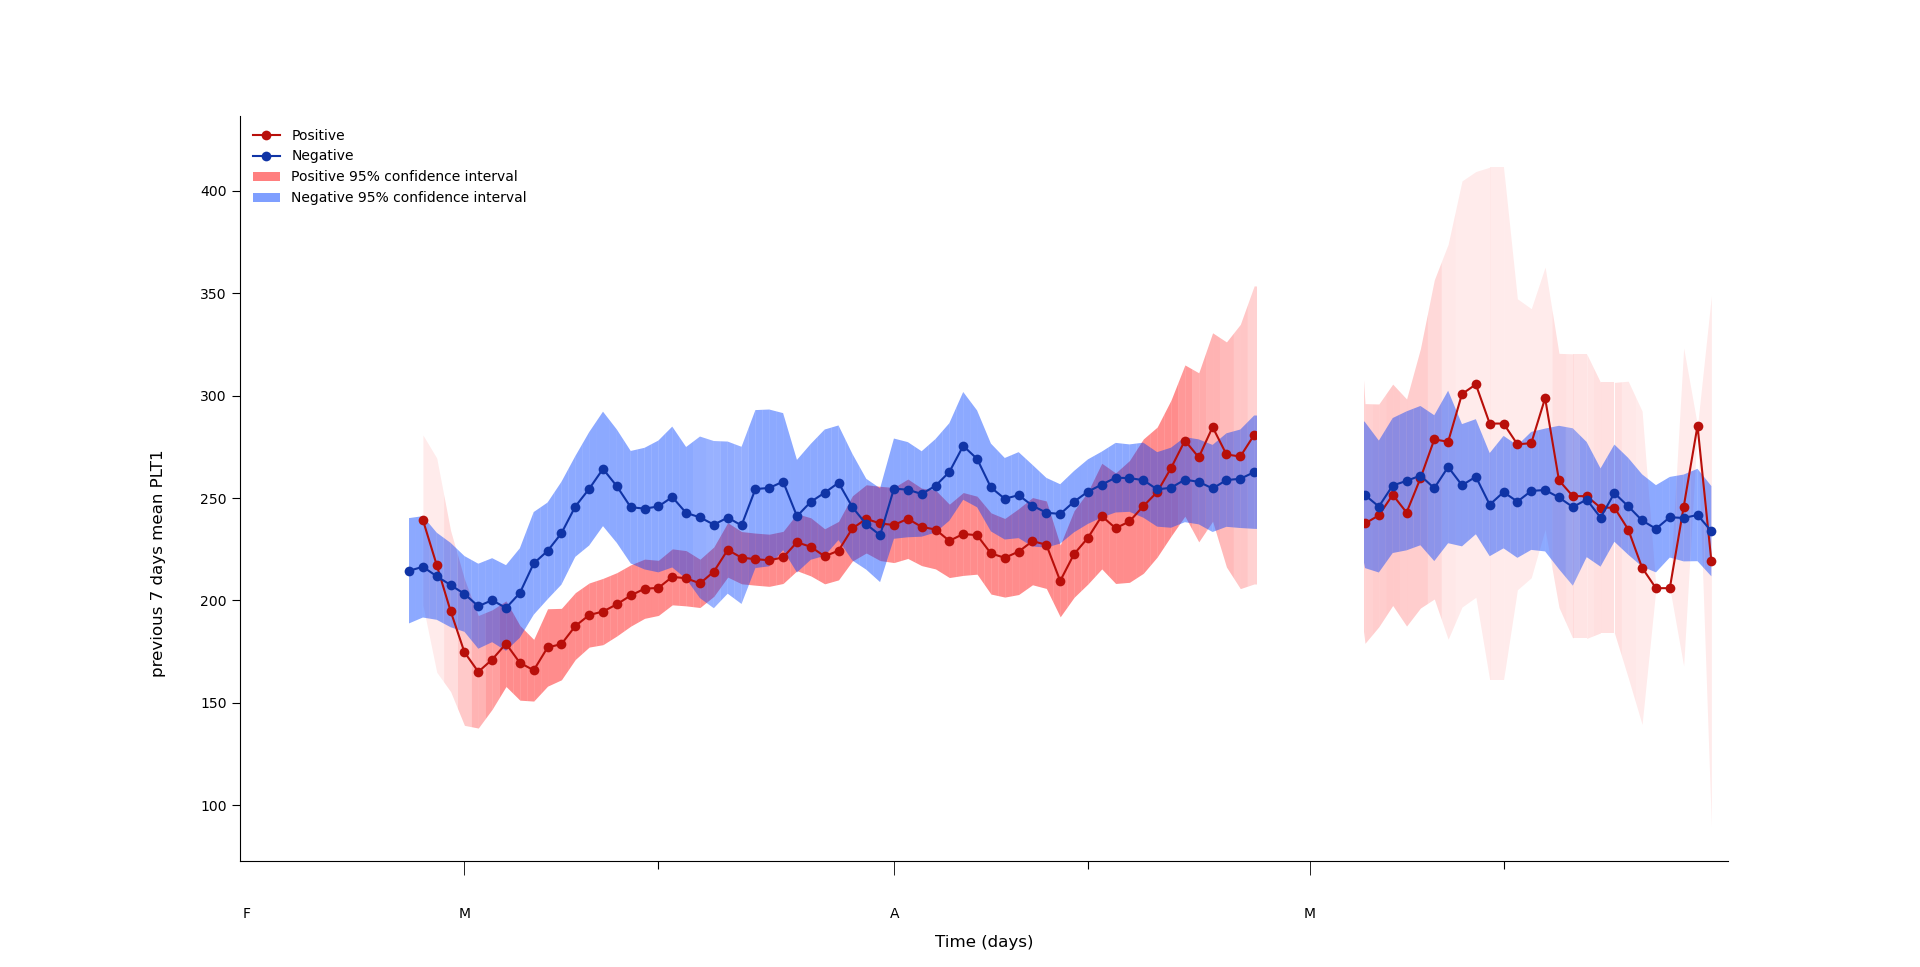 Positive
Negative
Positive 95% confidence interval
Negative 95% confidence interval
400
350
300
250
200
150
100
previous 7 days mean PLT1
F M A M
Time (days)